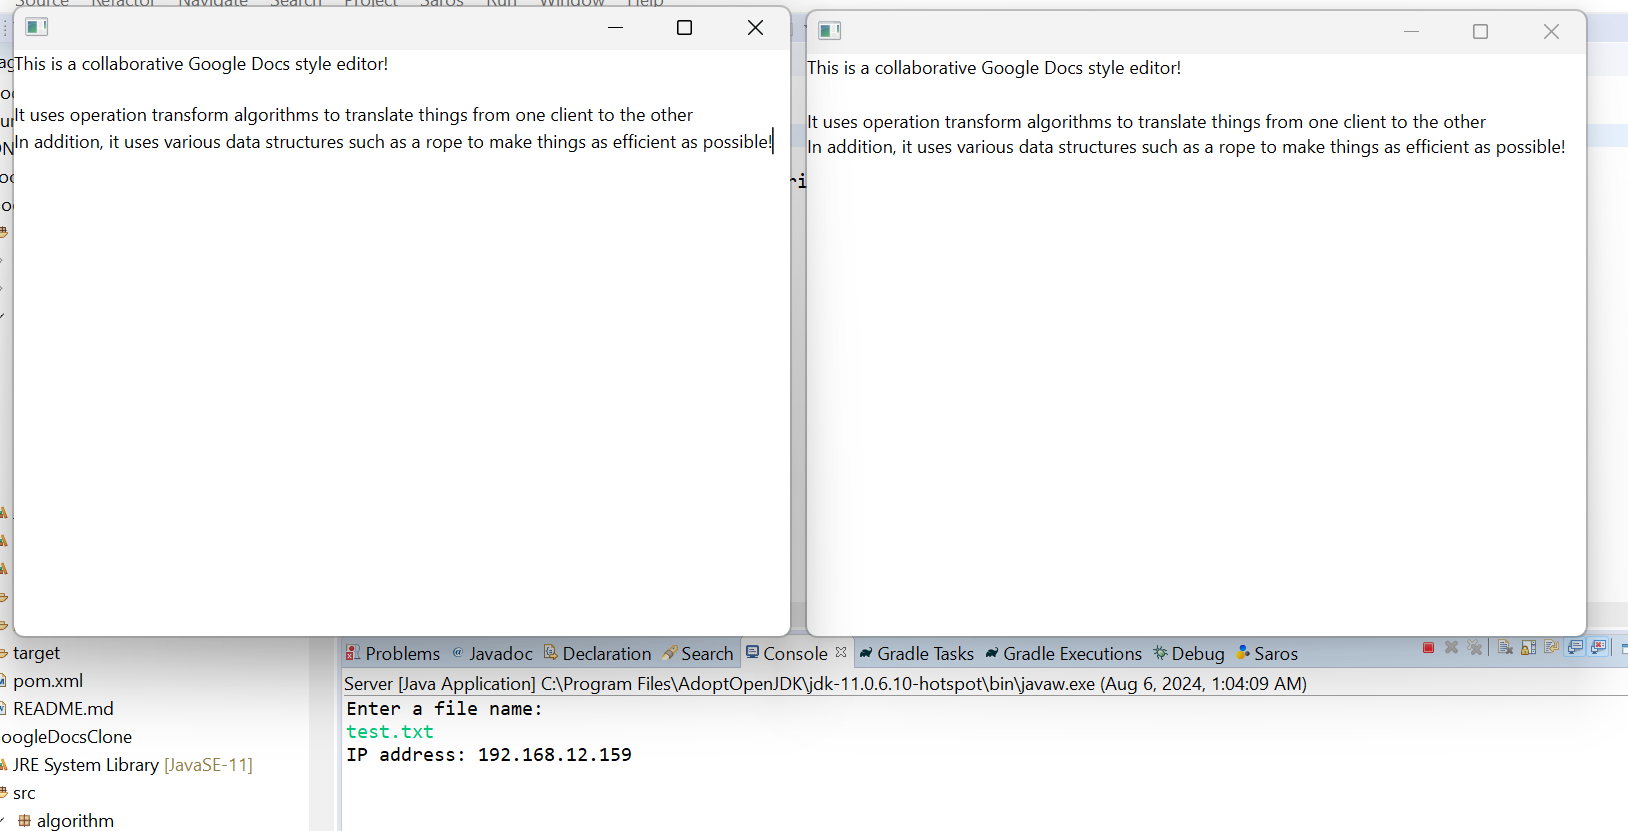 Source Refactor Navigate Search Project Saros Run Window Help
This is a collaborative Google Docs style editor!
It uses operation transform algorithms to translate things from one client to the other
In addition, it uses various data structures such as a rope to make things as efficient as possible!
This is a collaborative Google Docs style editor!
It uses operation transform algorithms to translate things from one client to the other
In addition, it uses various data structures such as a rope to make things as efficient as possible!
target
pom.xml
README.md
oogleDocsClone
JRE System Library [JavaSE-11]
src
algorithm
Problems @ Javadoc Declaration Search Console Gradle Tasks Gradle Executions Debug Saros
Server [Java Application] C:\Program Files\AdoptOpenJDK\jdk-11.0.6.10-hotspot\bin\javaw.exe (Aug 6, 2024, 1:04:09 AM)
Enter a file name:
test.txt
IP address: 192.168.12.159